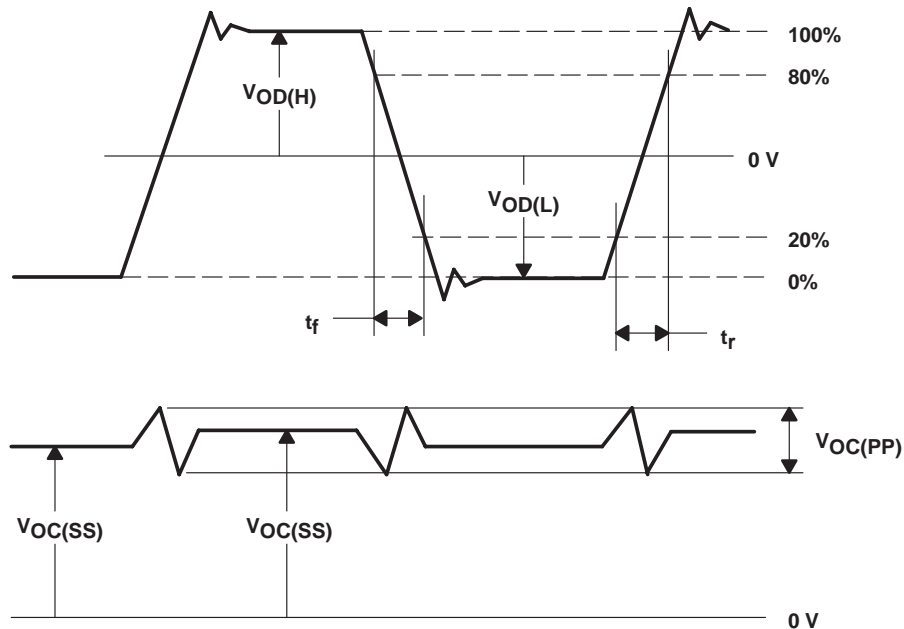 100%
80%
VOD(H)
0 V
VOD(L)
20%
0%
tf
tr
VOC(PP)
VOC(SS)
VOC(SS)
0 V